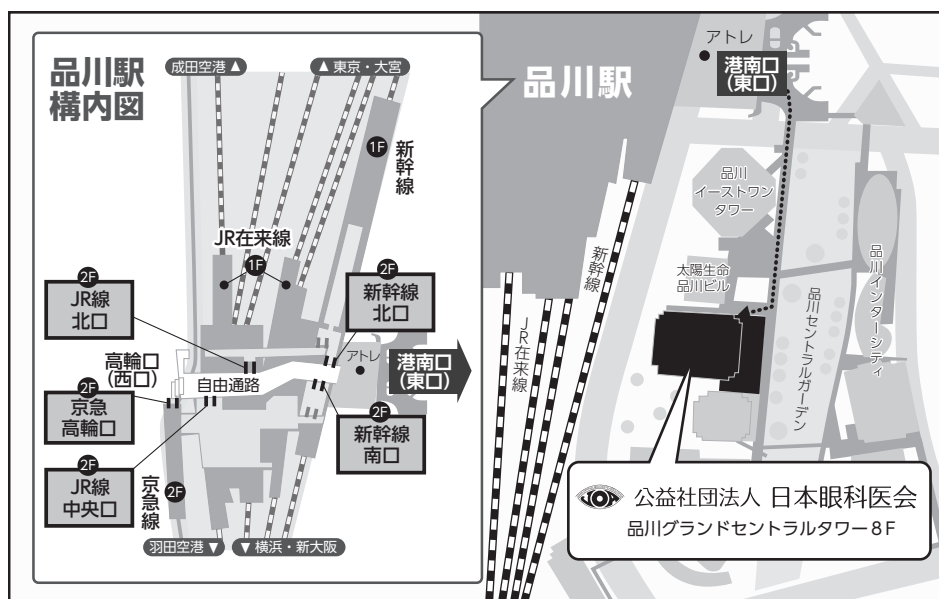 品川駅
構内図
成田空港▲
▲東京・大宮
1F
新幹線
JR在来線
1F
2F
JR線
北口
2F
新幹線
北口
高輪口
(西口)
自由通路
アトレ
港南口
(東口)
2F
京急
高輪口
2F
新幹線
南口
2F
JR線
中央口
京急線
2F
羽田空港▼
▼横浜・新大阪
品川駅
アトレ
港南口
(東口)
品川
イーストワン
タワー
新幹線
太陽生命
品川ビル
JR在来線
品川セントラルガーデン
品川インターシティ
JOA
公益社団法人 日本眼科医会
品川グランドセントラルタワー8F